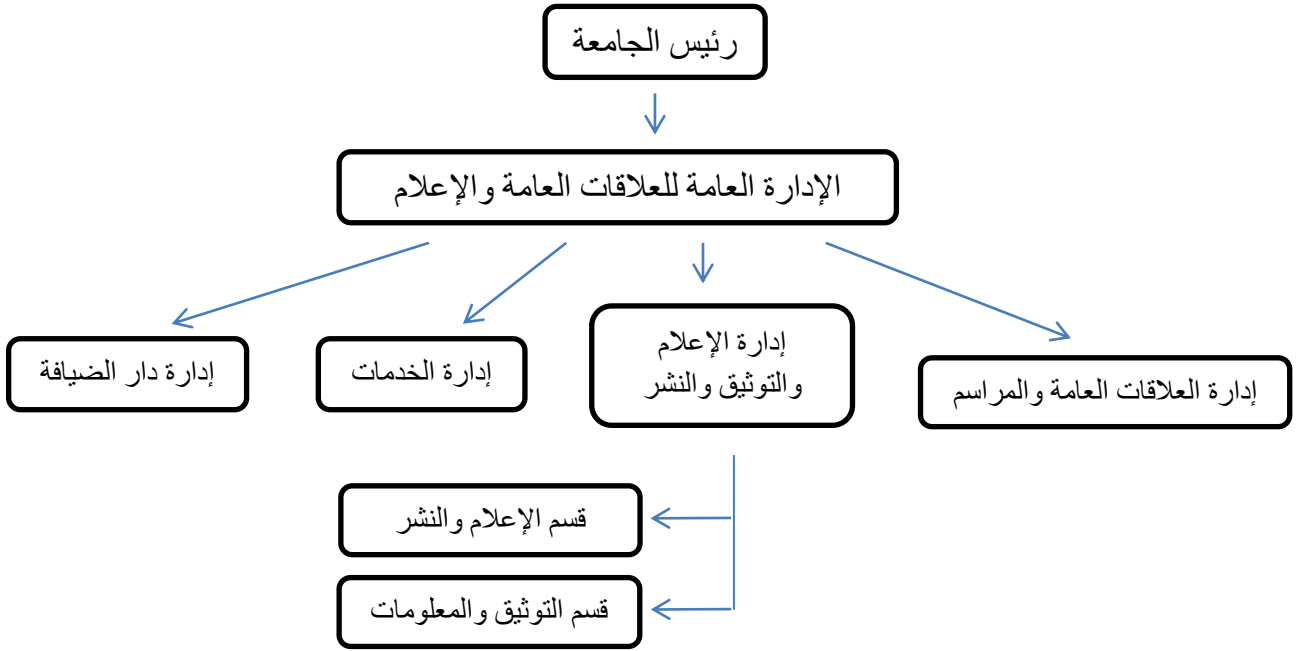 رئيس الجامعة
الإدارة العامة للعلاقات العامة والإعلام
إدارة العلاقات العامة والمراسم
إدارة الإعلام
والتوثيق والنشر
إدارة الخدمات
إدارة دار الضيافة
قسم الإعلام والنشر
قسم التوثيق والمعلومات